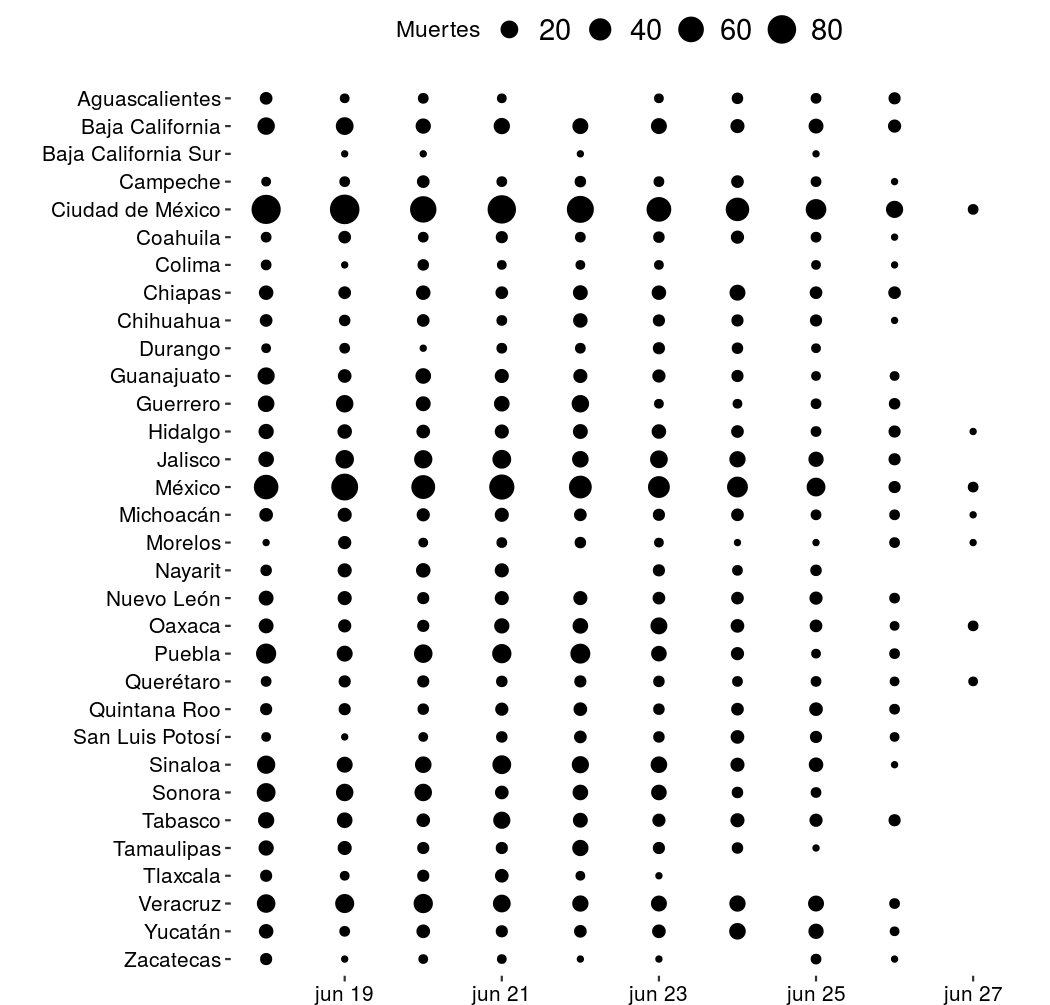 Muertes 20 40 60 80
Aguascalientes
Baja California
Baja California Sur
Campeche
Ciudad de México
Coahuila
Colima
Chiapas
Chihuahua
Durango
Guanajuato
Guerrero
Hidalgo
Jalisco
México
Michoacán
Morelos
Nayarit
Nuevo León
Oaxaca
Puebla
Querétaro
Quintana Roo
San Luis Potosí
Sinaloa
Sonora
Tabasco
Tamaulipas
Tlaxcala
Veracruz
Yucatán
Zacatecas
jun 19 jun 21 jun 23 jun 25 jun 27